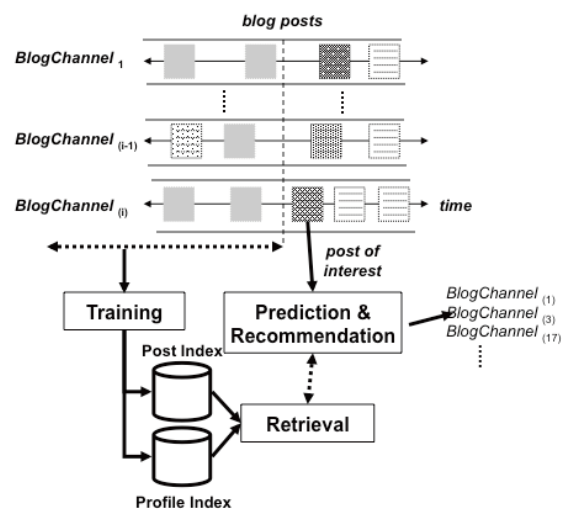 blog posts
BlogChannel 1
BlogChannel (i-1)
BlogChannel (i)
time
post of
interest
Training
Prediction &
Recommendation
BlogChannel (1)
BlogChannel (3)
BlogChannel (17)
Post Index
Retrieval
Profile Index